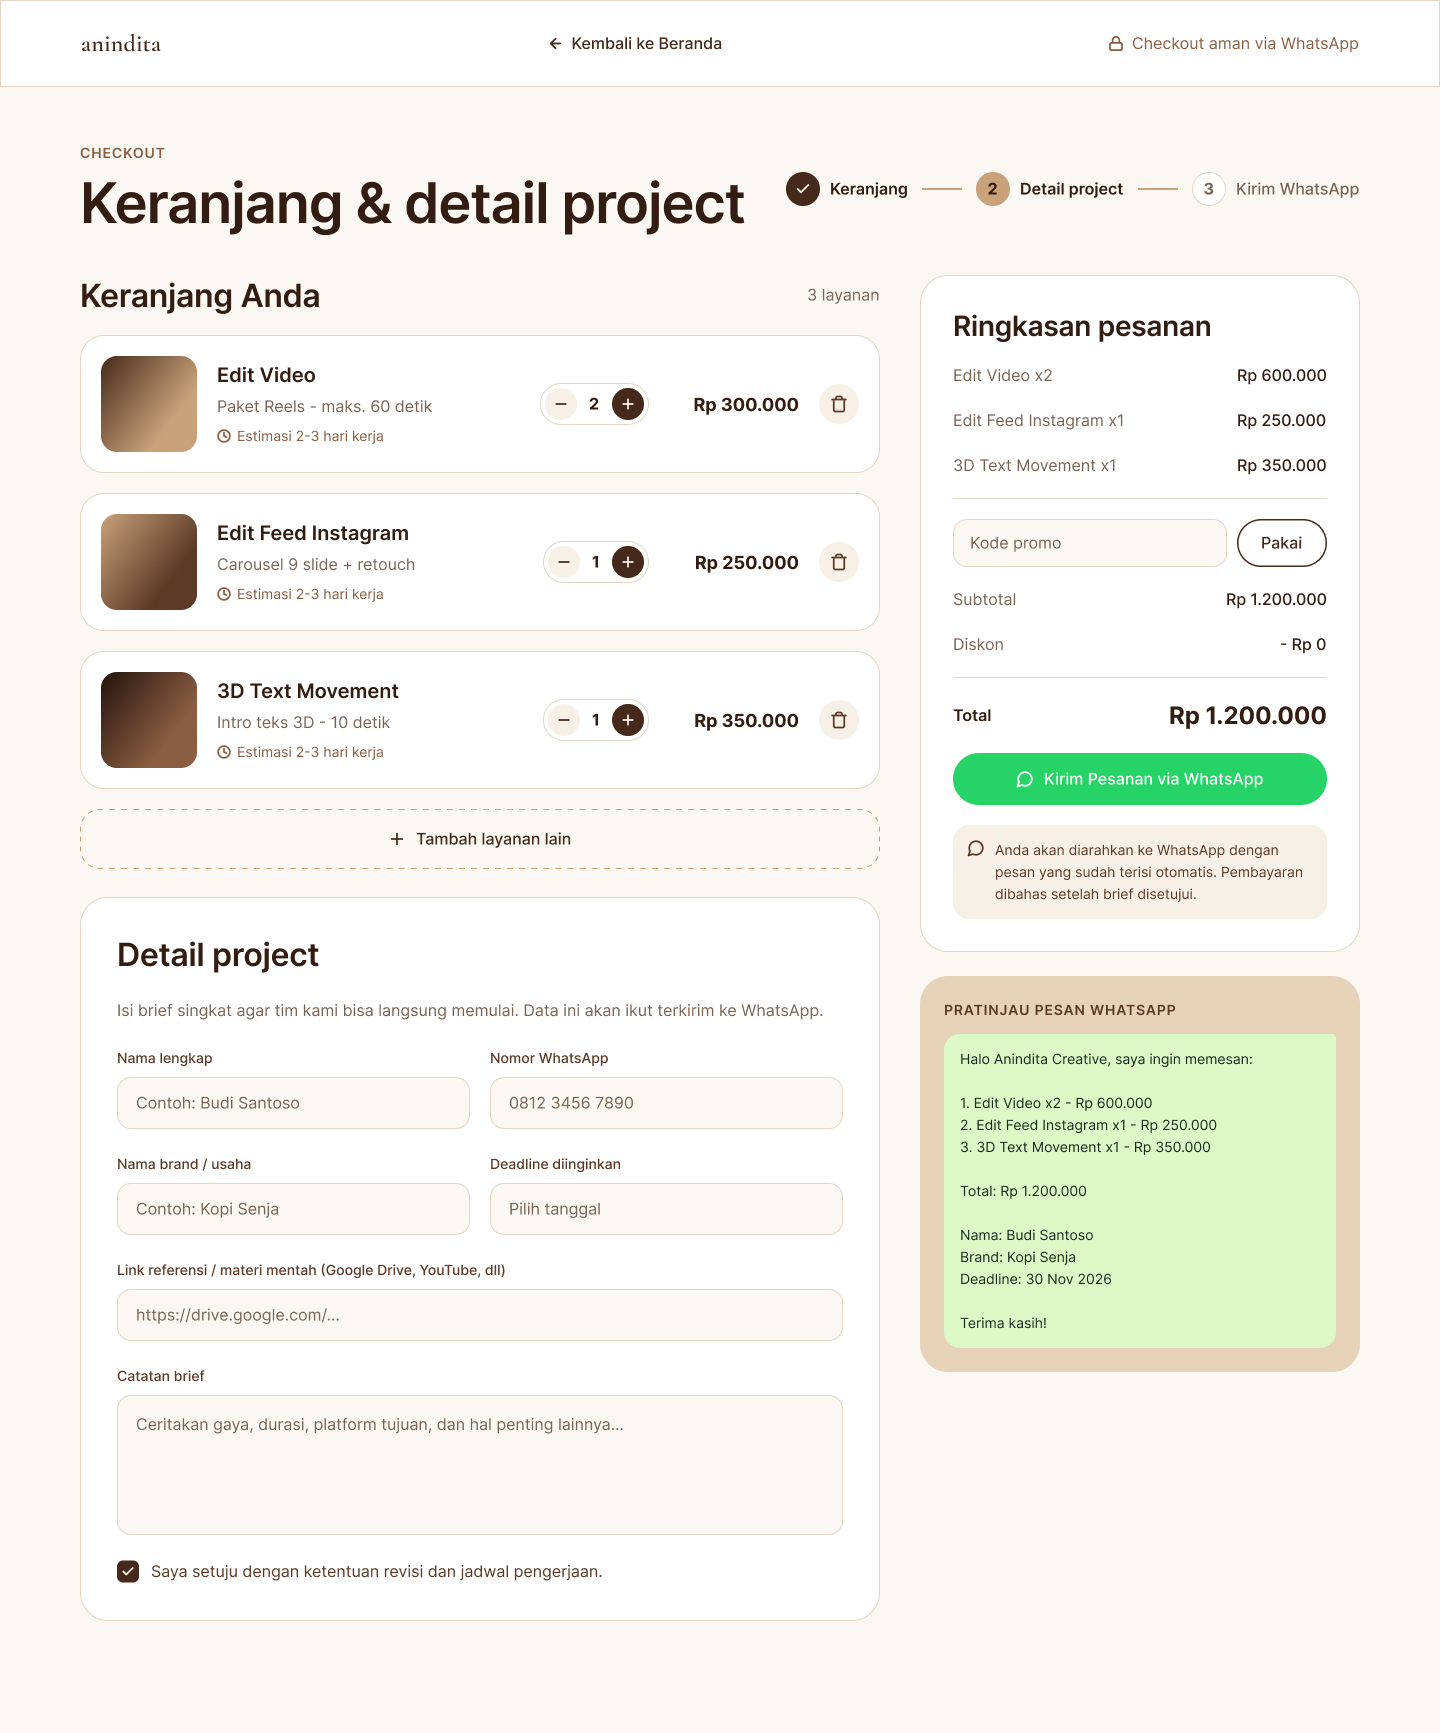 anindita
Kembali ke Beranda
Checkout aman via WhatsApp
CHECKOUT
Keranjang & detail project
Keranjang
2 Detail project
3 Kirim WhatsApp
Keranjang Anda
3 layanan
Edit Video
Paket Reels - maks. 60 detik
Estimasi 2-3 hari kerja
2
Rp 300.000
Edit Feed Instagram
Carousel 9 slide + retouch
Estimasi 2-3 hari kerja
1
Rp 250.000
3D Text Movement
Intro teks 3D - 10 detik
Estimasi 2-3 hari kerja
1
Rp 350.000
Tambah layanan lain
Detail project
Isi brief singkat agar tim kami bisa langsung memulai. Data ini akan ikut terkirim ke WhatsApp.
Nama lengkap
Contoh: Budi Santoso
Nomor WhatsApp
0812 3456 7890
Nama brand / usaha
Contoh: Kopi Senja
Deadline diinginkan
Pilih tanggal
Link referensi / materi mentah (Google Drive, YouTube, dll)
https://drive.google.com/...
Catatan brief
Ceritakan gaya, durasi, platform tujuan, dan hal penting lainnya...
Saya setuju dengan ketentuan revisi dan jadwal pengerjaan.
Ringkasan pesanan
Edit Video x2 Rp 600.000
Edit Feed Instagram x1 Rp 250.000
3D Text Movement x1 Rp 350.000
Kode promo
Pakai
Subtotal Rp 1.200.000
Diskon - Rp 0
Total Rp 1.200.000
Kirim Pesanan via WhatsApp
Anda akan diarahkan ke WhatsApp dengan
pesan yang sudah terisi otomatis. Pembayaran
dibahas setelah brief disetujui.
PRATINJAU PESAN WHATSAPP
Halo Anindita Creative, saya ingin memesan:
1. Edit Video x2 - Rp 600.000
2. Edit Feed Instagram x1 - Rp 250.000
3. 3D Text Movement x1 - Rp 350.000
Total: Rp 1.200.000
Nama: Budi Santoso
Brand: Kopi Senja
Deadline: 30 Nov 2026
Terima kasih!